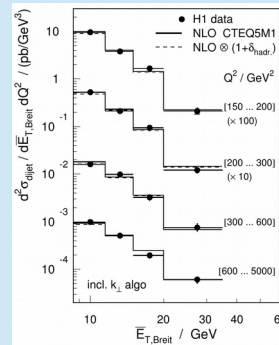 H1 data
NLO CTEQ5M1
NLO ⊗ (1+δhadr.)
Q² / GeV²
d²σdijet / dE̅T,Breit dQ² / (pb/GeV³)
10
1
10⁻¹
10⁻²
10⁻³
10⁻⁴
[150 ... 200]
(× 100)
[200 ... 300]
(× 10)
[300 ... 600]
[600 ... 5000]
incl. k⊥ algo
10 20 30 40 6
E̅T,Breit / GeV